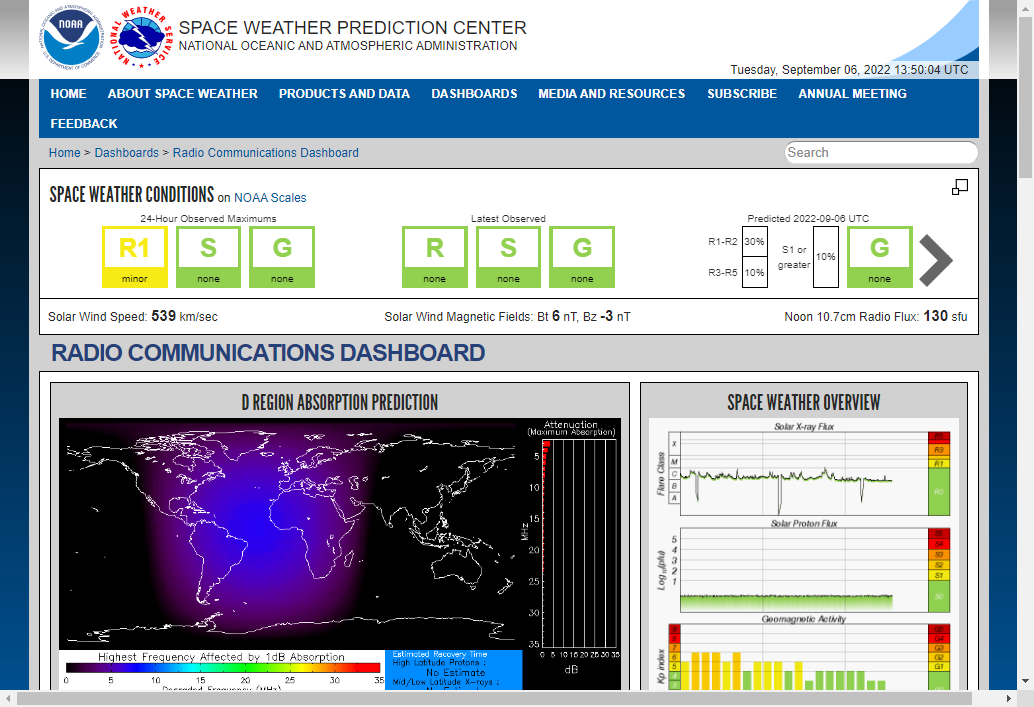 NOAA
NATIONAL WEATHER SERVICE
SPACE WEATHER PREDICTION CENTER
NATIONAL OCEANIC AND ATMOSPHERIC ADMINISTRATION
Tuesday, September 06, 2022 13:50:04 UTC
HOME ABOUT SPACE WEATHER PRODUCTS AND DATA DASHBOARDS MEDIA AND RESOURCES SUBSCRIBE ANNUAL MEETING
FEEDBACK
Home > Dashboards > Radio Communications Dashboard
Search
SPACE WEATHER CONDITIONS on NOAA Scales
24-Hour Observed Maximums
R1 S G
minor none none
Latest Observed
R S G
none none none
Predicted 2022-09-06 UTC
R1-R2 30%
R3-R5 10%
S1 or
greater
10%
G
none
Solar Wind Speed: 539 km/sec
Solar Wind Magnetic Fields: Bt 6 nT, Bz -3 nT
Noon 10.7cm Radio Flux: 130 sfu
RADIO COMMUNICATIONS DASHBOARD
D REGION ABSORPTION PREDICTION
Attenuation
(Maximum Absorption)
5
10
15
20
25
30
35
MHz
0 5 10 15 20 25 30 35
dB
Highest Frequency Affected by 1dB Absorption
0 5 10 15 20 25 30 35
Degraded Frequency (MHz)
Estimated Recovery Time
High Latitude Protons :
No Estimate
Mid/Low Latitude X-rays :
No Estimate
SPACE WEATHER OVERVIEW
Solar X-ray Flux
Flare Class
X
M
C
B
A
R3
R1
R0
Solar Proton Flux
5
4
3
2
1
S4
S3
S2
S1
S0
Geomagnetic Activity
Kp index
9
8
7
6
5
4
G5
G4
G3
G2
G1